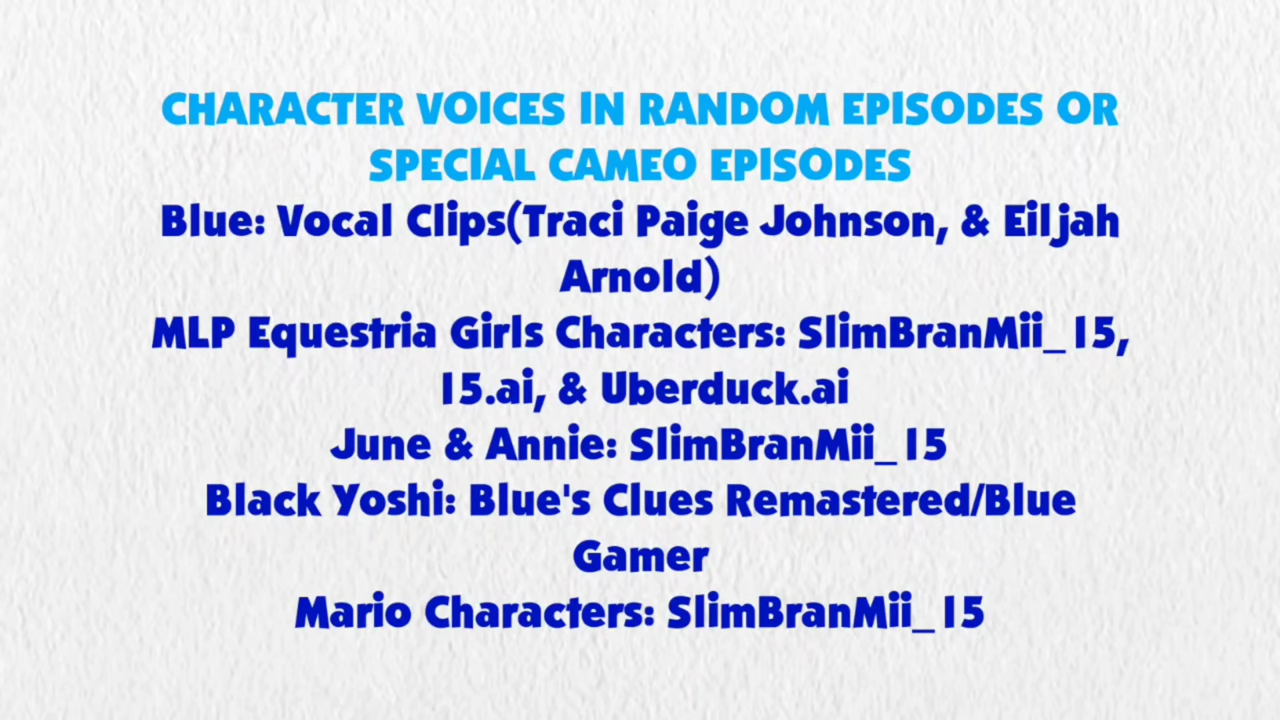 CHARACTER VOICES IN RANDOM EPISODES OR
SPECIAL CAMEO EPISODES
Blue: Vocal Clips(Traci Paige Johnson, & Eiljah
Arnold)
MLP Equestria Girls Characters: SlimBranMii_15,
15.ai, & Uberduck.ai
June & Annie: SlimBranMii_15
Black Yoshi: Blue's Clues Remastered/Blue
Gamer
Mario Characters: SlimBranMii_15